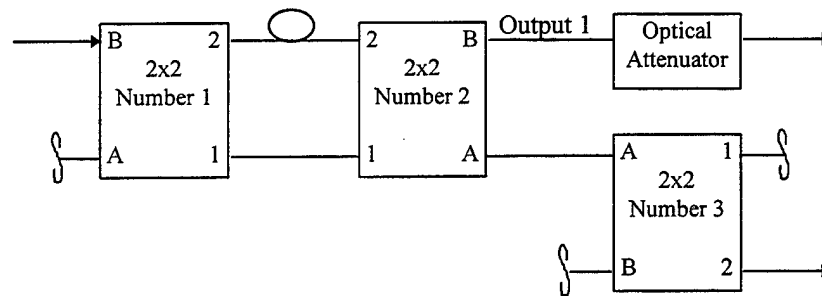 B 2
2x2
Number 1
A 1
2 B
2x2
Number 2
1 A
Output 1
Optical
Attenuator
A 1
2x2
Number 3
B 2